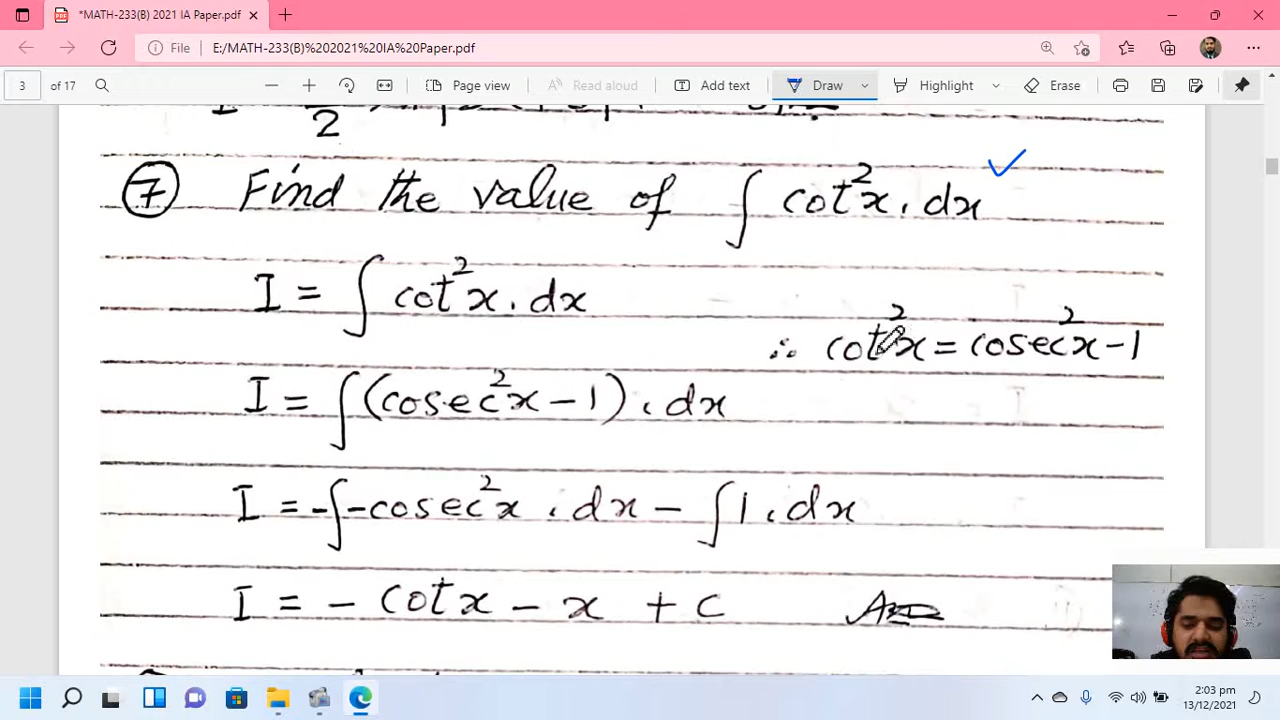 *MATH-233(B) 2021 IA Paper.pdf
File E:/MATH-233(B)%202021%20IA%20Paper.pdf
3 of 17 Page view Read aloud Add text Draw Highlight Erase
2
7 Find the value of ∫ cot²x . dx ✓
I = ∫ cot²x . dx
∴ cot²x = cosec²x - 1
I = ∫ (cosec²x - 1) . dx
I = -∫ -cosec²x . dx - ∫ 1 . dx
I = - cotx - x + c
2:03 pm
13/12/2021